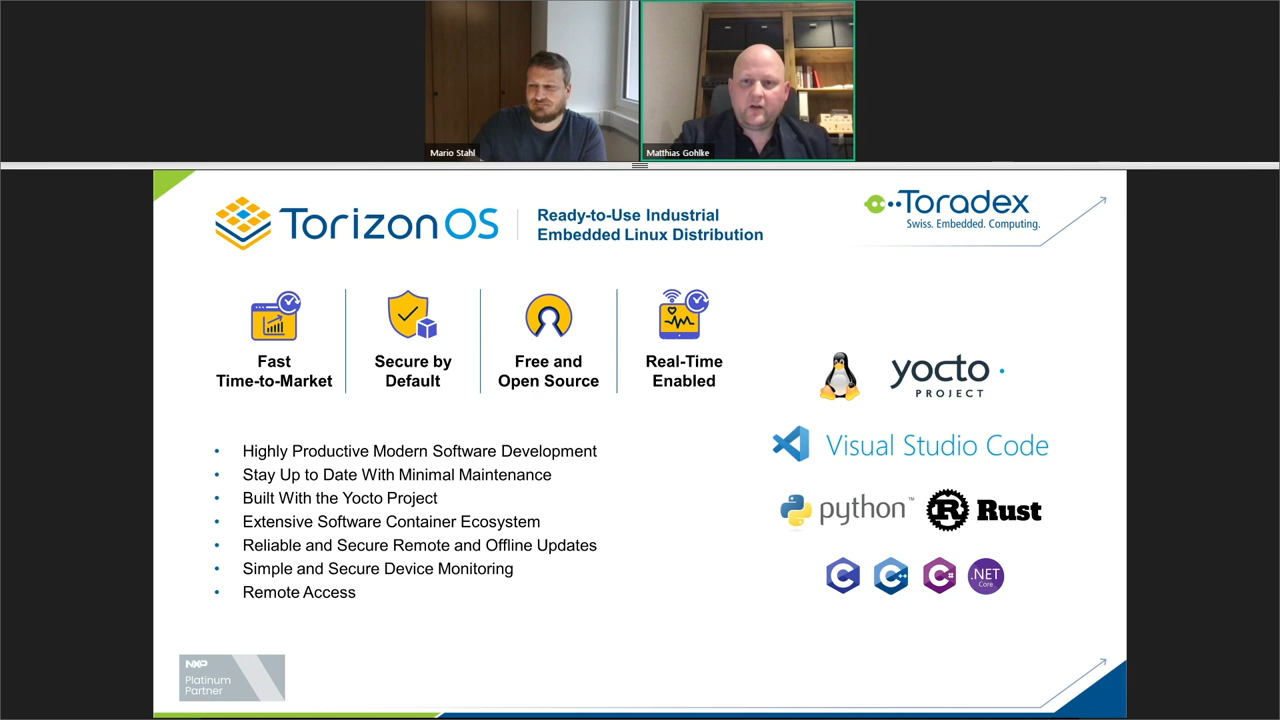 Mario Stahl
Matthias Gohlke
Torizon OS
Ready-to-Use Industrial
Embedded Linux Distribution
Toradex
Swiss. Embedded. Computing.
Fast
Time-to-Market
Secure by
Default
Free and
Open Source
Real-Time
Enabled
yocto
PROJECT
Visual Studio Code
python™
R Rust
C C++ C# .NET
Core
• Highly Productive Modern Software Development
• Stay Up to Date With Minimal Maintenance
• Built With the Yocto Project
• Extensive Software Container Ecosystem
• Reliable and Secure Remote and Offline Updates
• Simple and Secure Device Monitoring
• Remote Access
NXP
Platinum
Partner